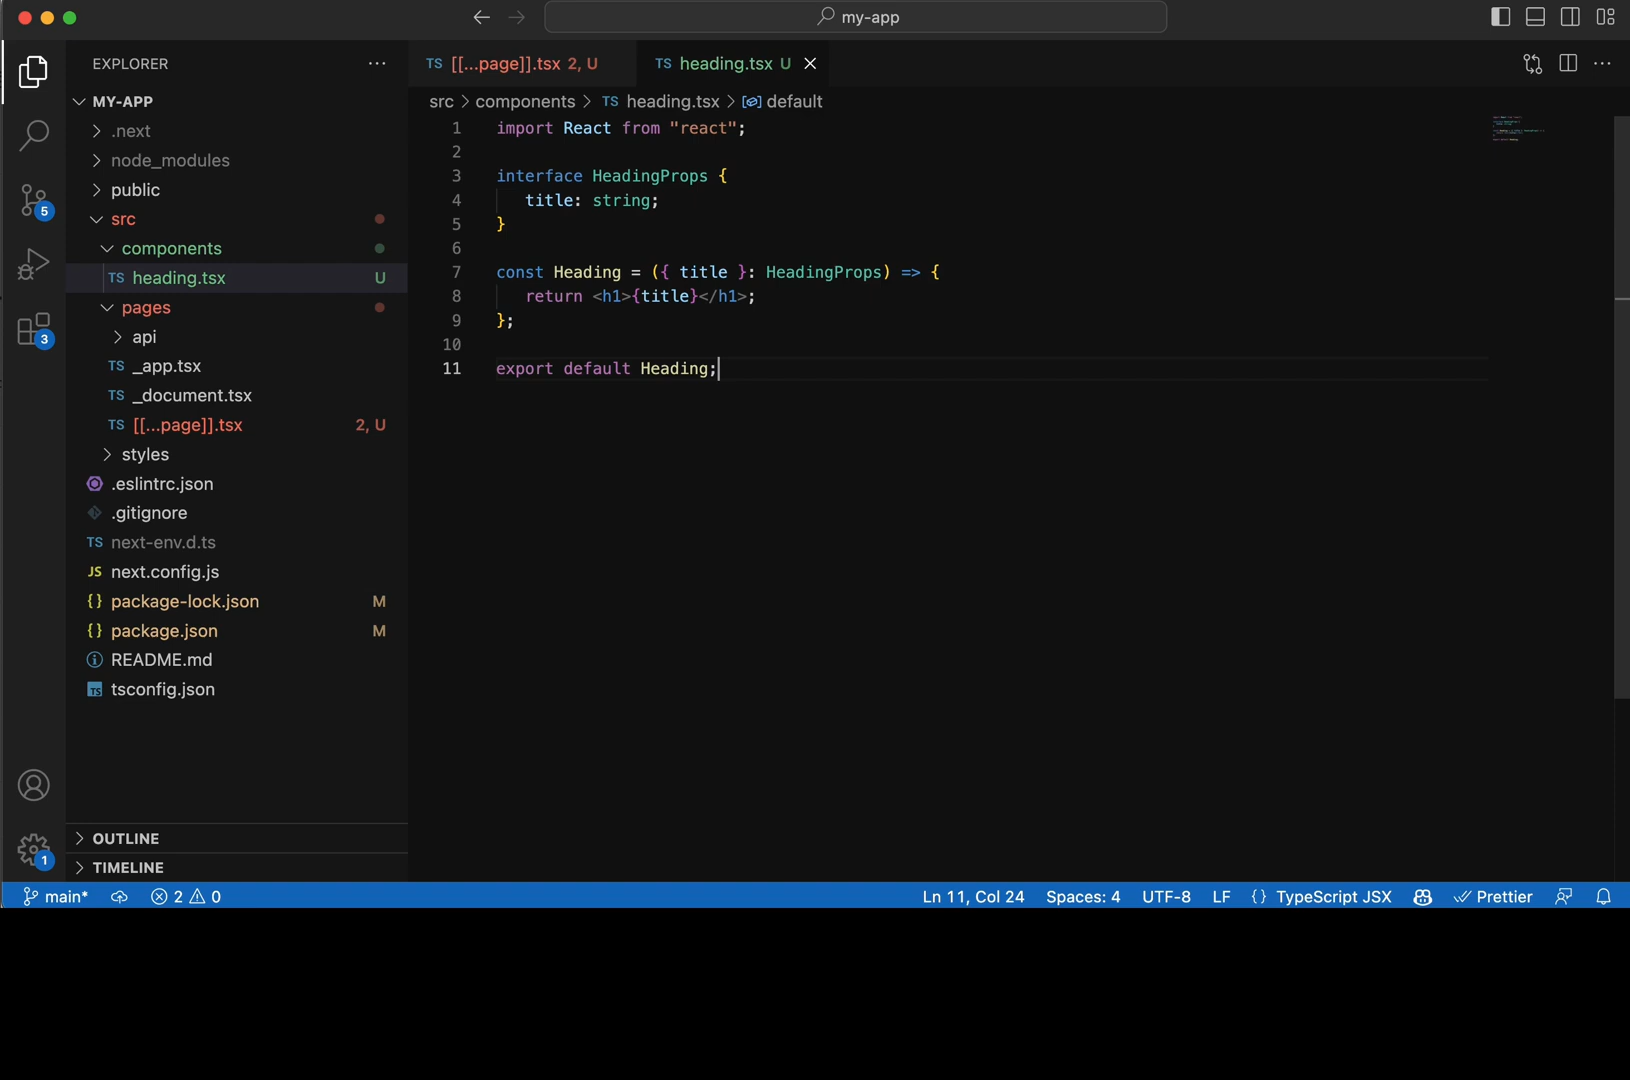 my-app
EXPLORER
MY-APP
.next
node_modules
public
src
components
TS heading.tsx U
pages
api
TS _app.tsx
TS _document.tsx
TS [[...page]].tsx 2, U
styles
.eslintrc.json
.gitignore
TS next-env.d.ts
JS next.config.js
{} package-lock.json M
{} package.json M
README.md
TS tsconfig.json
OUTLINE
TIMELINE
5
3
1
TS [[...page]].tsx 2, U TS heading.tsx U
src > components > TS heading.tsx > default
1 import React from "react";
2
3 interface HeadingProps {
4 title: string;
5 }
6
7 const Heading = ({ title }: HeadingProps) => {
8 return <h1>{title}</h1>;
9 };
10
11 export default Heading;
main* 2 0 Ln 11, Col 24 Spaces: 4 UTF-8 LF {} TypeScript JSX Prettier